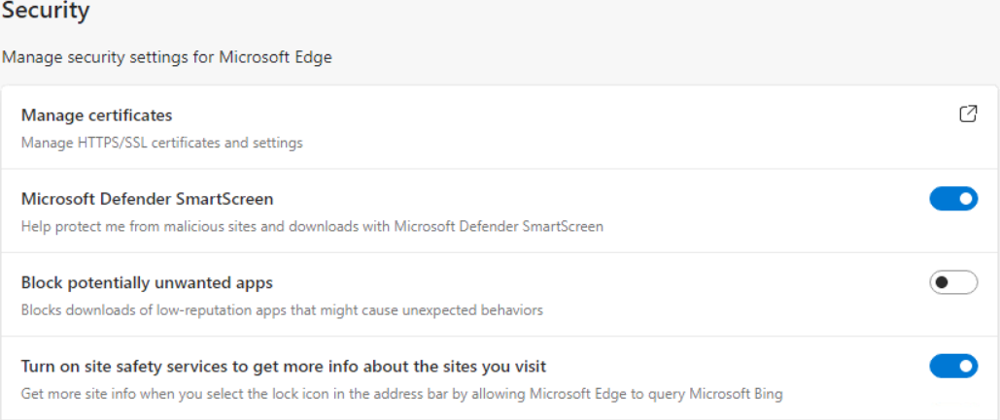 Security
Manage security settings for Microsoft Edge
Manage certificates
Manage HTTPS/SSL certificates and settings
Microsoft Defender SmartScreen
Help protect me from malicious sites and downloads with Microsoft Defender SmartScreen
Block potentially unwanted apps
Blocks downloads of low-reputation apps that might cause unexpected behaviors
Turn on site safety services to get more info about the sites you visit
Get more site info when you select the lock icon in the address bar by allowing Microsoft Edge to query Microsoft Bing